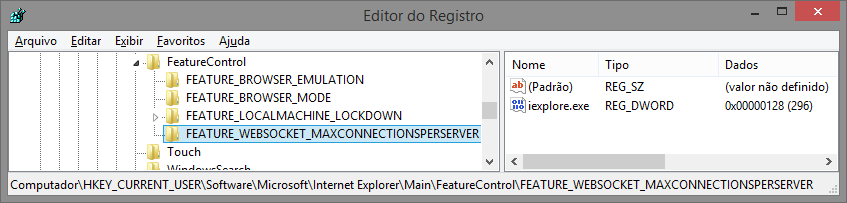 Editor do Registro
Arquivo Editar Exibir Favoritos Ajuda
FeatureControl
FEATURE_BROWSER_EMULATION
FEATURE_BROWSER_MODE
FEATURE_LOCALMACHINE_LOCKDOWN
FEATURE_WEBSOCKET_MAXCONNECTIONSPERSERVER
Touch
WindowsSearch
Nome Tipo Dados
(Padrão) REG_SZ (valor não definido)
iexplore.exe REG_DWORD 0x00000128 (296)
Computador\HKEY_CURRENT_USER\Software\Microsoft\Internet Explorer\Main\FeatureControl\FEATURE_WEBSOCKET_MAXCONNECTIONSPERSERVER